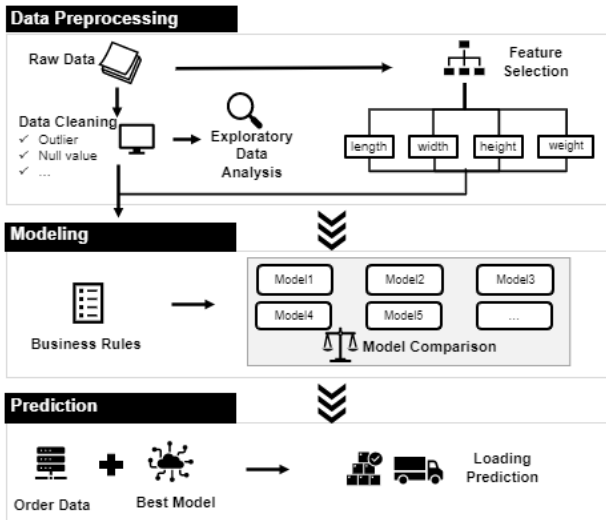 Data Preprocessing
Raw Data
Feature
Selection
Data Cleaning
✓ Outlier
✓ Null value
✓ ...
Exploratory
Data
Analysis
length
width
height
weight
Modeling
Business Rules
Model1
Model2
Model3
Model4
Model5
...
Model Comparison
Prediction
Order Data
Best Model
Loading
Prediction